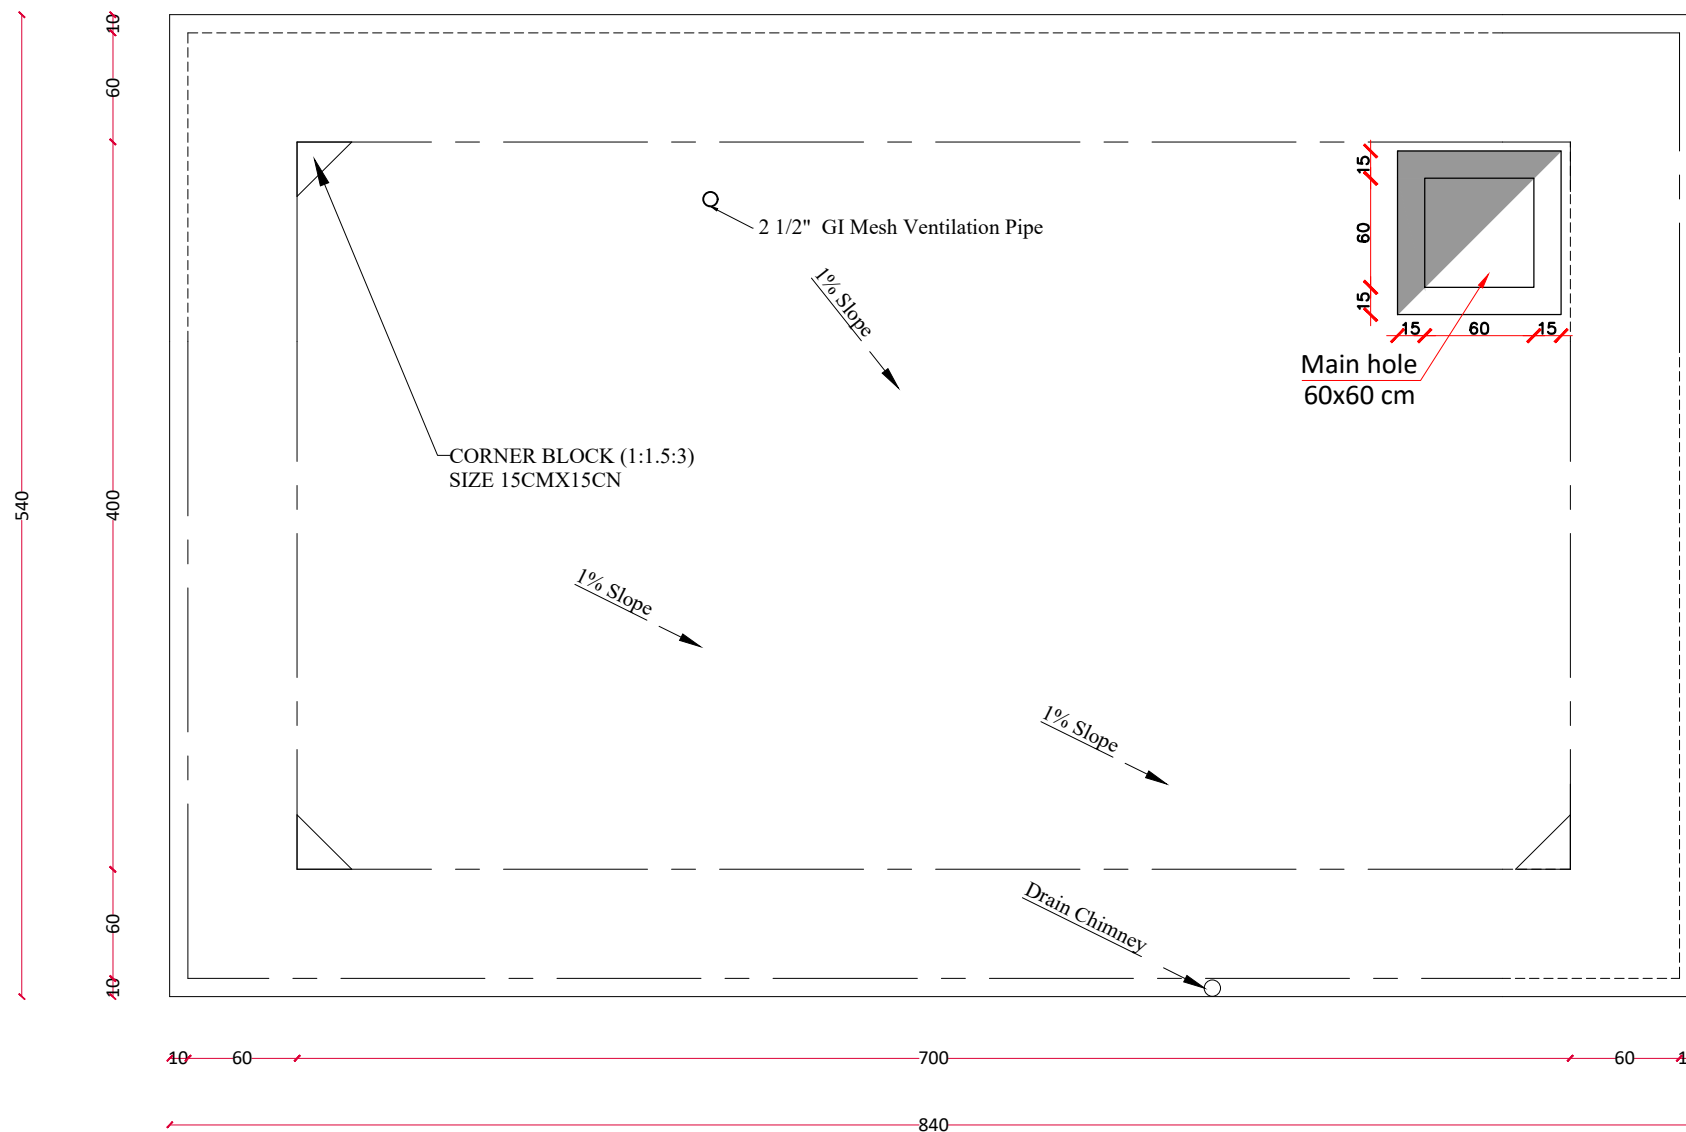 10
60
15
2 1/2" GI Mesh Ventilation Pipe
60
1% Slope
15
15 60 15
Main hole
60x60 cm
CORNER BLOCK (1:1.5:3)
SIZE 15CMX15CN
540
400
1% Slope
1% Slope
Drain Chimney
60
10
10 60 700 60
840